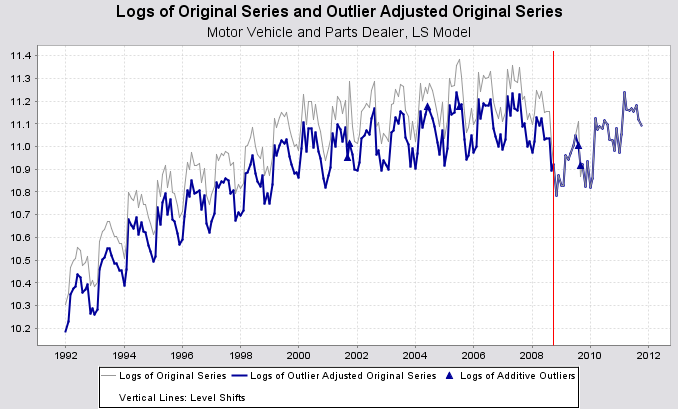 Logs of Original Series and Outlier Adjusted Original Series
Motor Vehicle and Parts Dealer, LS Model
11.4
11.3
11.2
11.1
11.0
10.9
10.8
10.7
10.6
10.5
10.4
10.3
10.2
1992 1994 1996 1998 2000 2002 2004 2006 2008 2010 2012
Logs of Original Series Logs of Outlier Adjusted Original Series Logs of Additive Outliers
Vertical Lines: Level Shifts